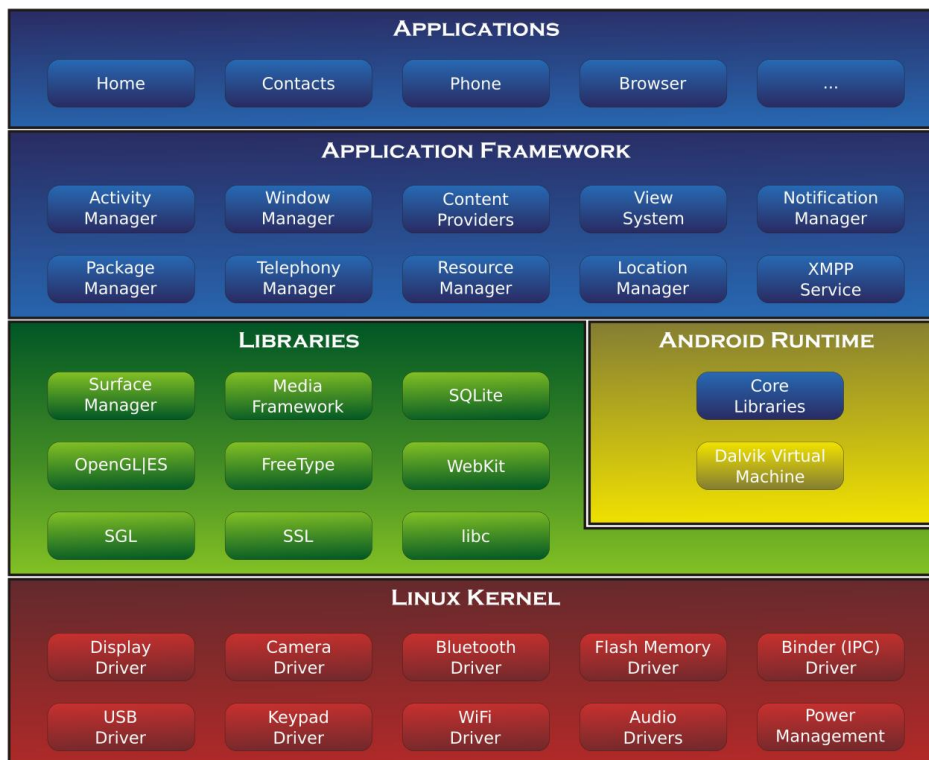 APPLICATIONS
Home
Contacts
Phone
Browser
...
APPLICATION FRAMEWORK
Activity
Manager
Window
Manager
Content
Providers
View
System
Notification
Manager
Package
Manager
Telephony
Manager
Resource
Manager
Location
Manager
XMPP
Service
LIBRARIES
Surface
Manager
Media
Framework
SQLite
OpenGL|ES
FreeType
WebKit
SGL
SSL
libc
ANDROID RUNTIME
Core
Libraries
Dalvik Virtual
Machine
LINUX KERNEL
Display
Driver
Camera
Driver
Bluetooth
Driver
Flash Memory
Driver
Binder (IPC)
Driver
USB
Driver
Keypad
Driver
WiFi
Driver
Audio
Drivers
Power
Management